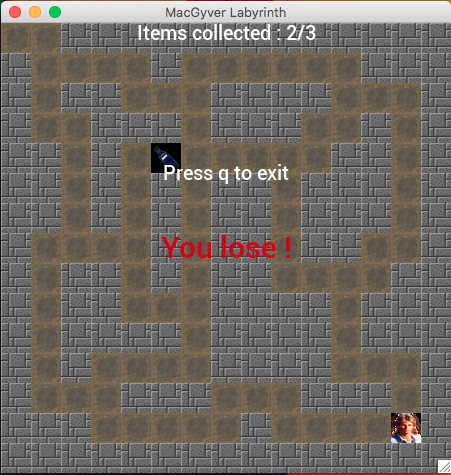 MacGyver Labyrinth
Items collected : 2/3
Press q to exit
You lose !